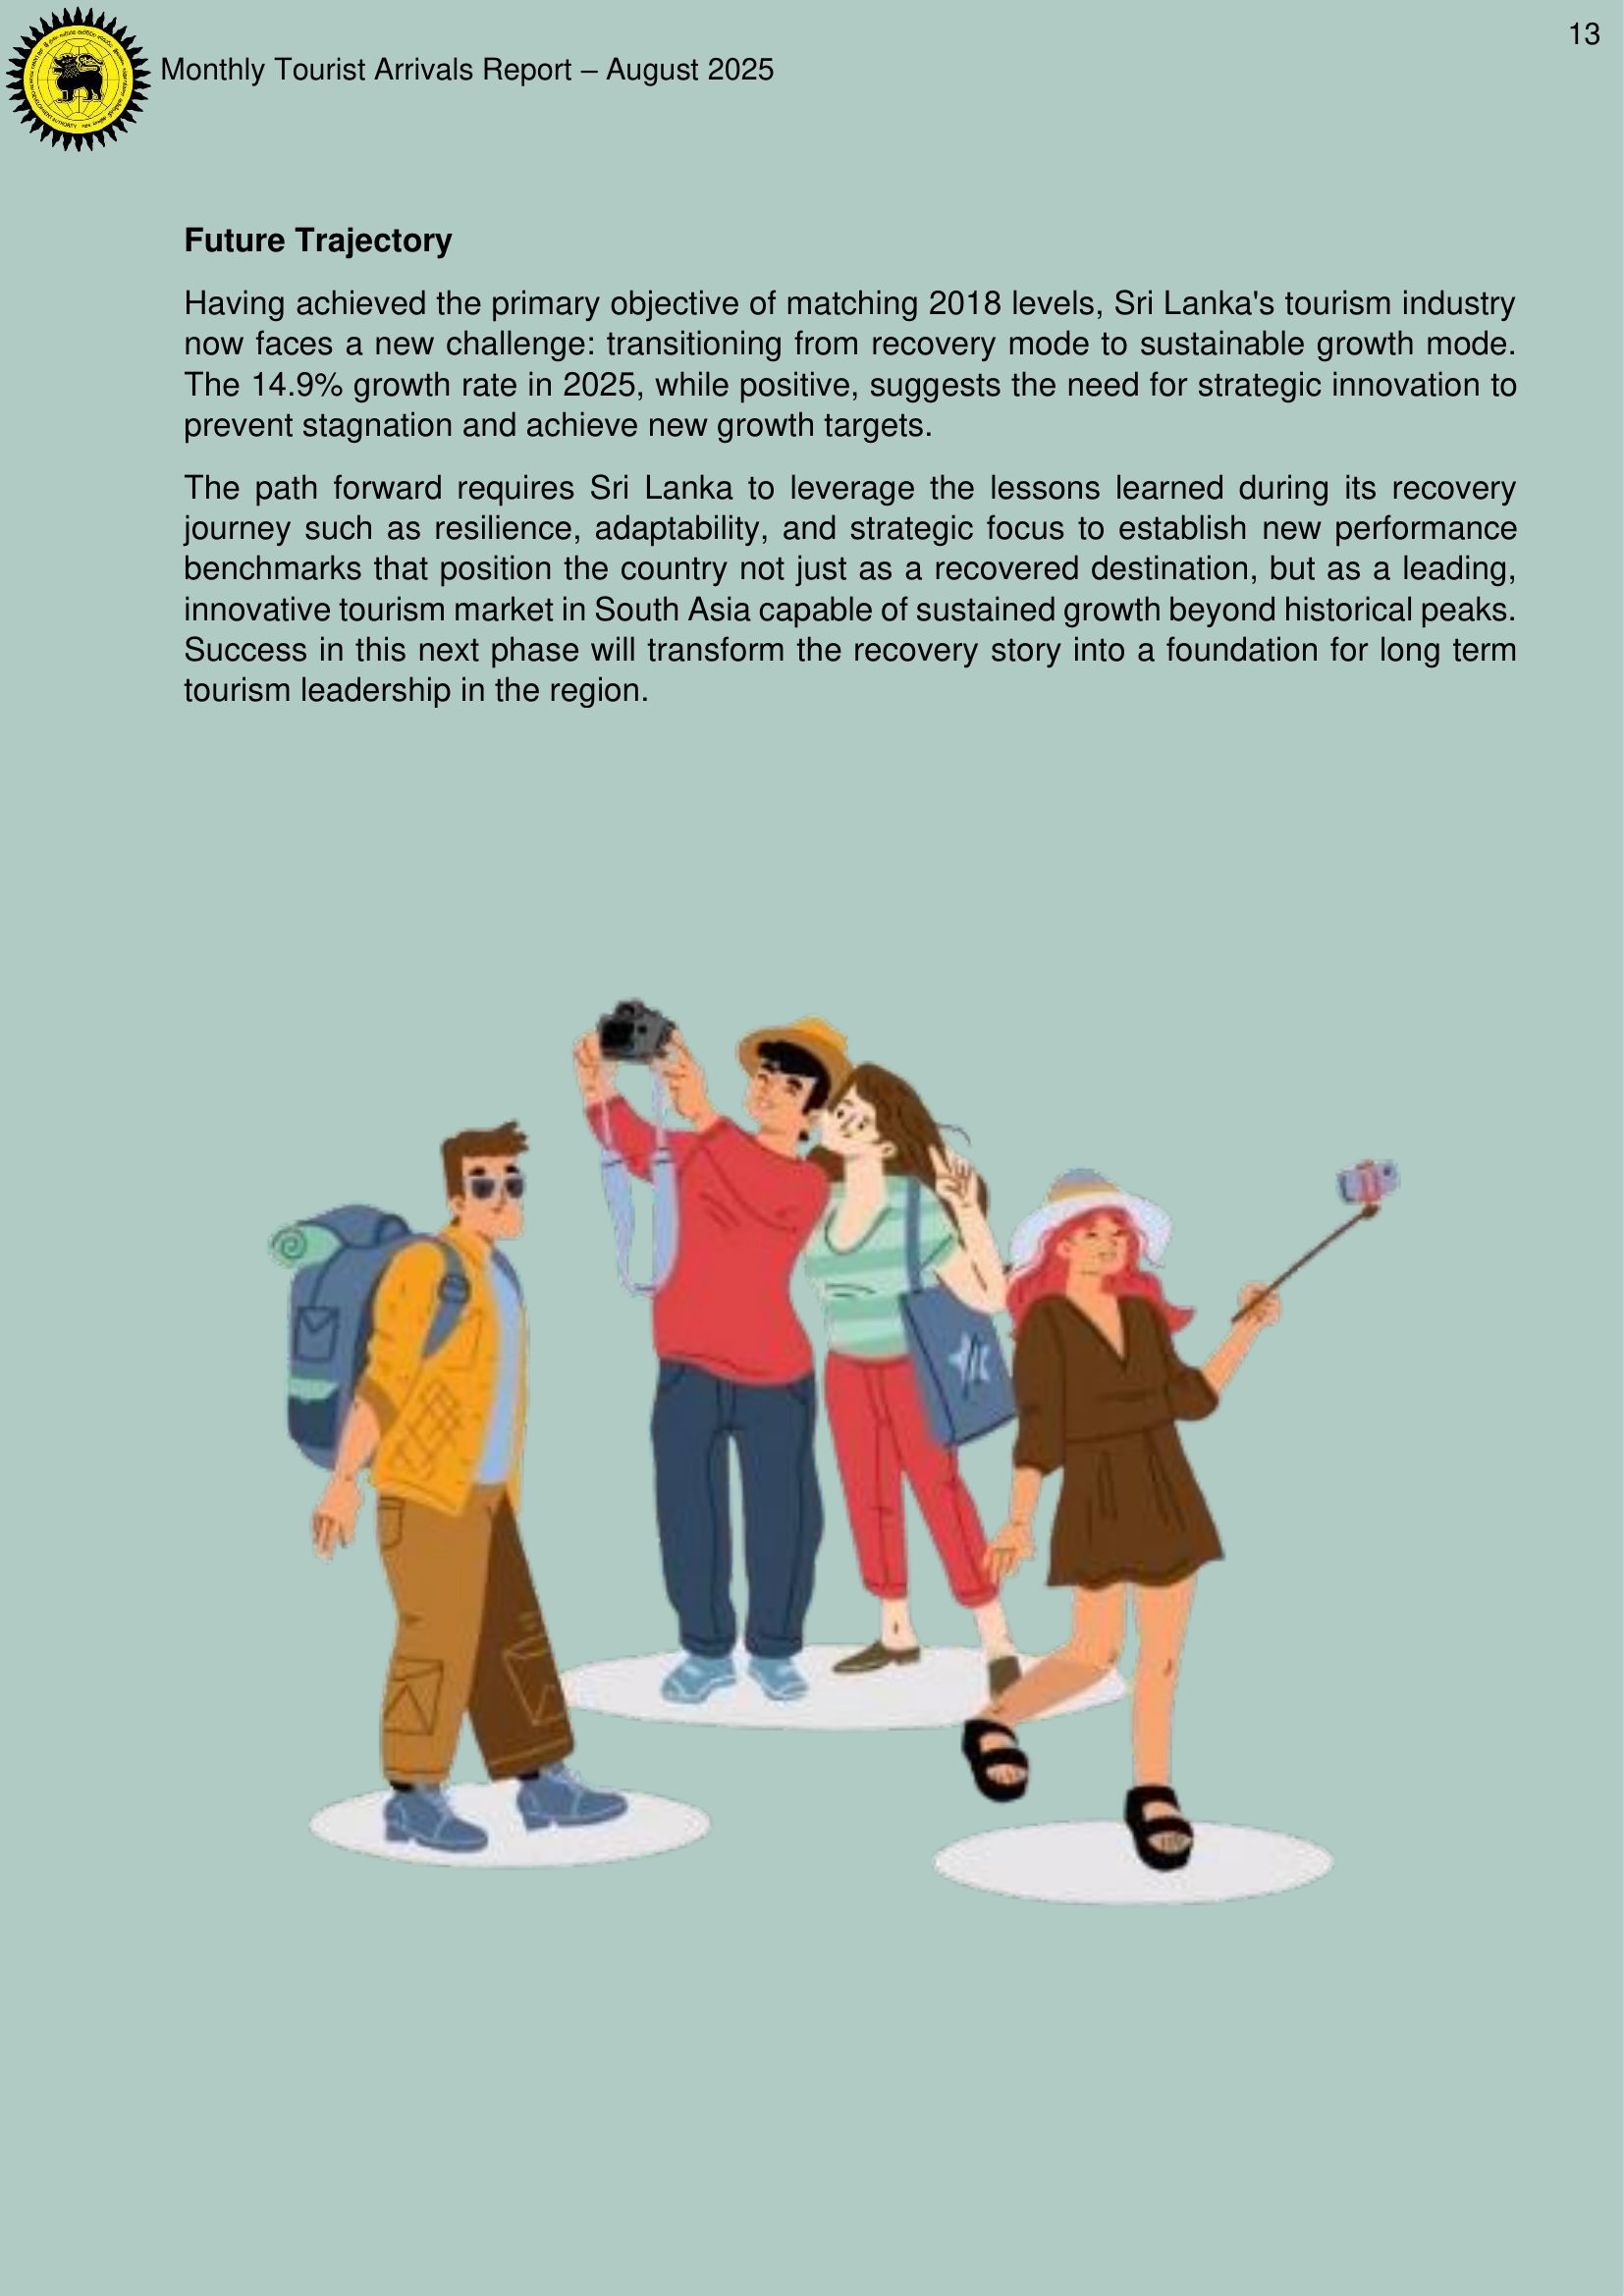 13
Monthly Tourist Arrivals Report – August 2025
Future Trajectory
Having achieved the primary objective of matching 2018 levels, Sri Lanka's tourism industry
now faces a new challenge: transitioning from recovery mode to sustainable growth mode.
The 14.9% growth rate in 2025, while positive, suggests the need for strategic innovation to
prevent stagnation and achieve new growth targets.
The path forward requires Sri Lanka to leverage the lessons learned during its recovery
journey such as resilience, adaptability, and strategic focus to establish new performance
benchmarks that position the country not just as a recovered destination, but as a leading,
innovative tourism market in South Asia capable of sustained growth beyond historical peaks.
Success in this next phase will transform the recovery story into a foundation for long term
tourism leadership in the region.